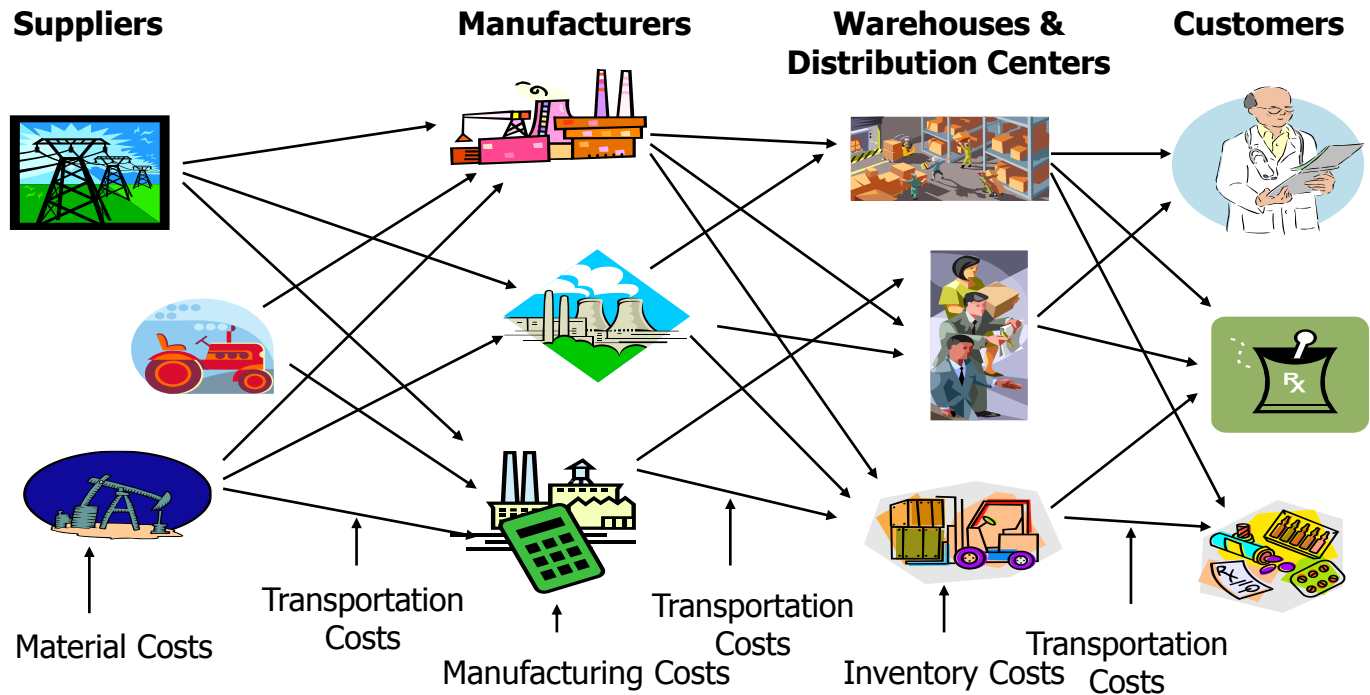 Suppliers
Manufacturers
Warehouses &
Distribution Centers
Customers
Rx
Material Costs
Transportation
Costs
Manufacturing Costs
Transportation
Costs
Inventory Costs
Transportation
Costs